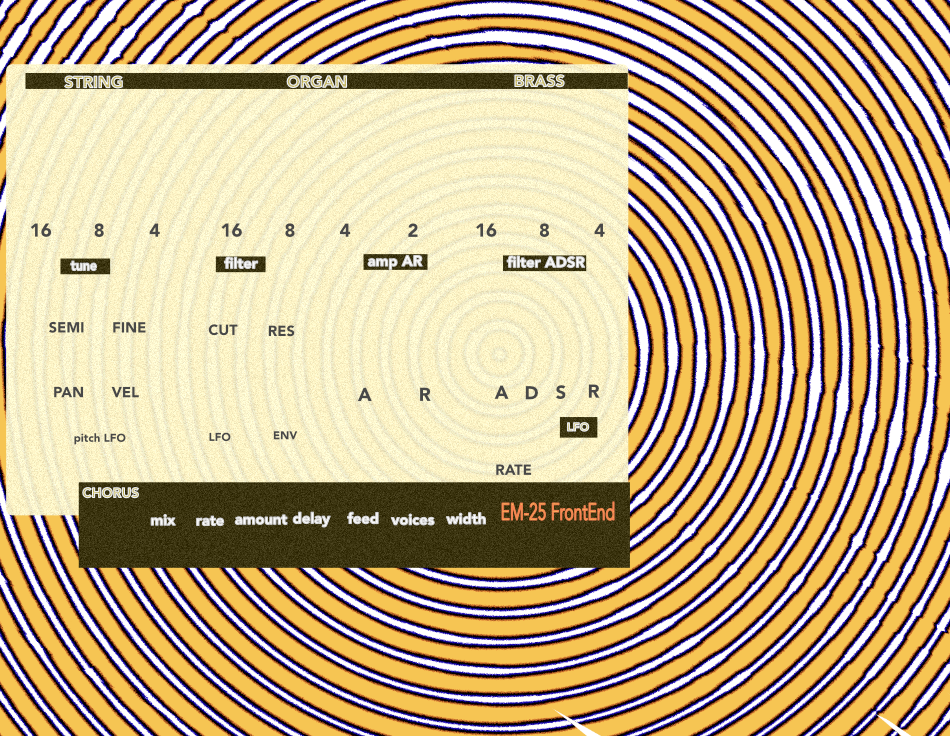 STRING ORGAN BRASS
16 8 4 16 8 4 2 16 8 4
tune filter amp AR filter ADSR
SEMI FINE CUT RES
PAN VEL A R A D S R
pitch LFO LFO ENV LFO
RATE
CHORUS
mix rate amount delay feed voices width EM-25 FrontEnd